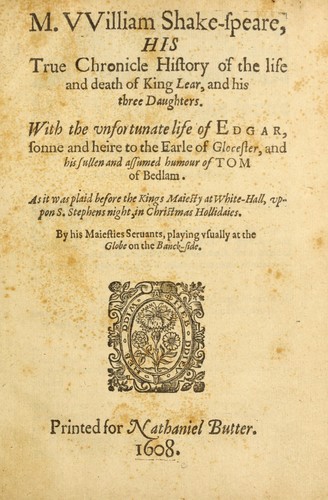 M. VVilliam Shake-ſpeare,
HIS
True Chronicle Hiſtory of the life
and death of King Lear, and his
three Daughters.
With the vnfortunate life of EDGAR,
ſonne and heire to the Earle of Gloceſter, and
his ſullen and aſſumed humour of TOM
of Bedlam.
As it was plaid before the Kings Maieſty at White-Hall, vp-
pon S. Stephens night, in Chriſtmas Hollidaies.
By his Maieſties Seruants, playing vſually at the
Globe on the Banck-ſide.
Printed for Nathaniel Butter.
1608.